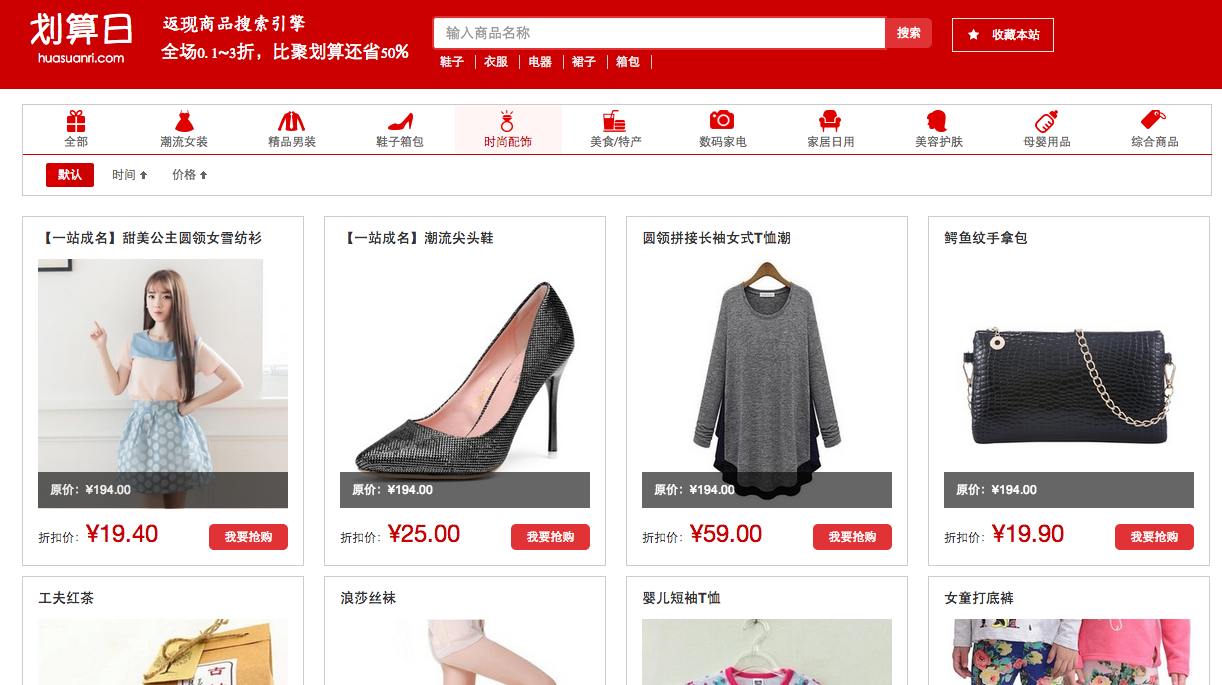 划算日
huasuanri.com
返现商品搜索引擎
全场0.1~3折，比聚划算还省50%
输入商品名称
搜索
收藏本站
鞋子 衣服 电器 裙子 箱包
全部 潮流女装 精品男装 鞋子箱包 时尚配饰 美食/特产 数码家电 家居日用 美容护肤 母婴用品 综合商品
默认 时间 价格
【一站成名】甜美公主圆领女雪纺衫
原价：¥194.00
折扣价：¥19.40 我要抢购
【一站成名】潮流尖头鞋
原价：¥194.00
折扣价：¥25.00 我要抢购
圆领拼接长袖女式T恤潮
原价：¥194.00
折扣价：¥59.00 我要抢购
鳄鱼纹手拿包
原价：¥194.00
折扣价：¥19.90 我要抢购
工夫红茶
浪莎丝袜
婴儿短袖T恤
女童打底裤